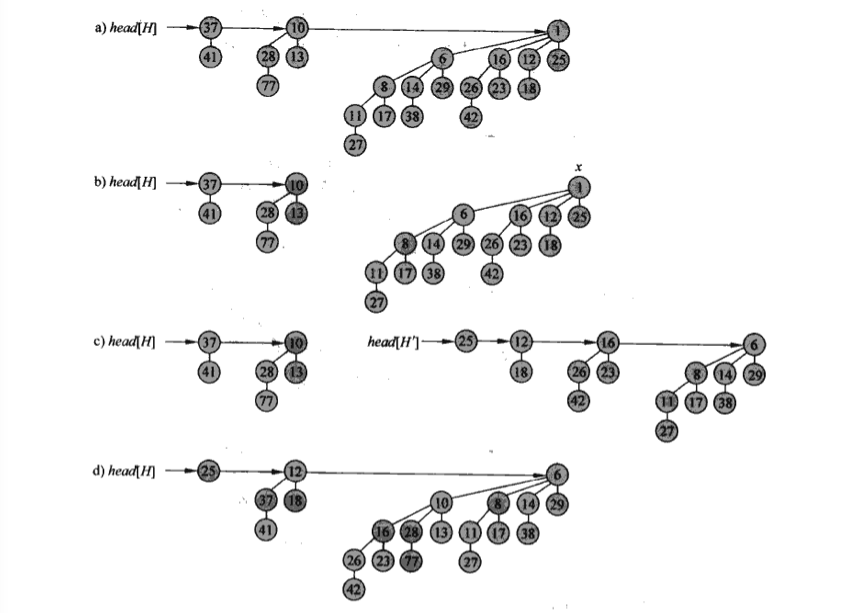 a) head[H] 37 10 1
41 28 13 6 16 12 25
77 8 14 29 26 23 18
11 17 38 42
27
x
b) head[H] 37 10 1
41 28 13 6 16 12 25
77 8 14 29 26 23 18
11 17 38 42
27
c) head[H] 37 10 head[H'] 25 12 16 6
41 28 13 18 26 23 8 14 29
77 42 11 17 38
27
d) head[H] 25 12 6
37 18 10 8 14 29
41 16 28 13 11 17 38
26 23 77 27
42